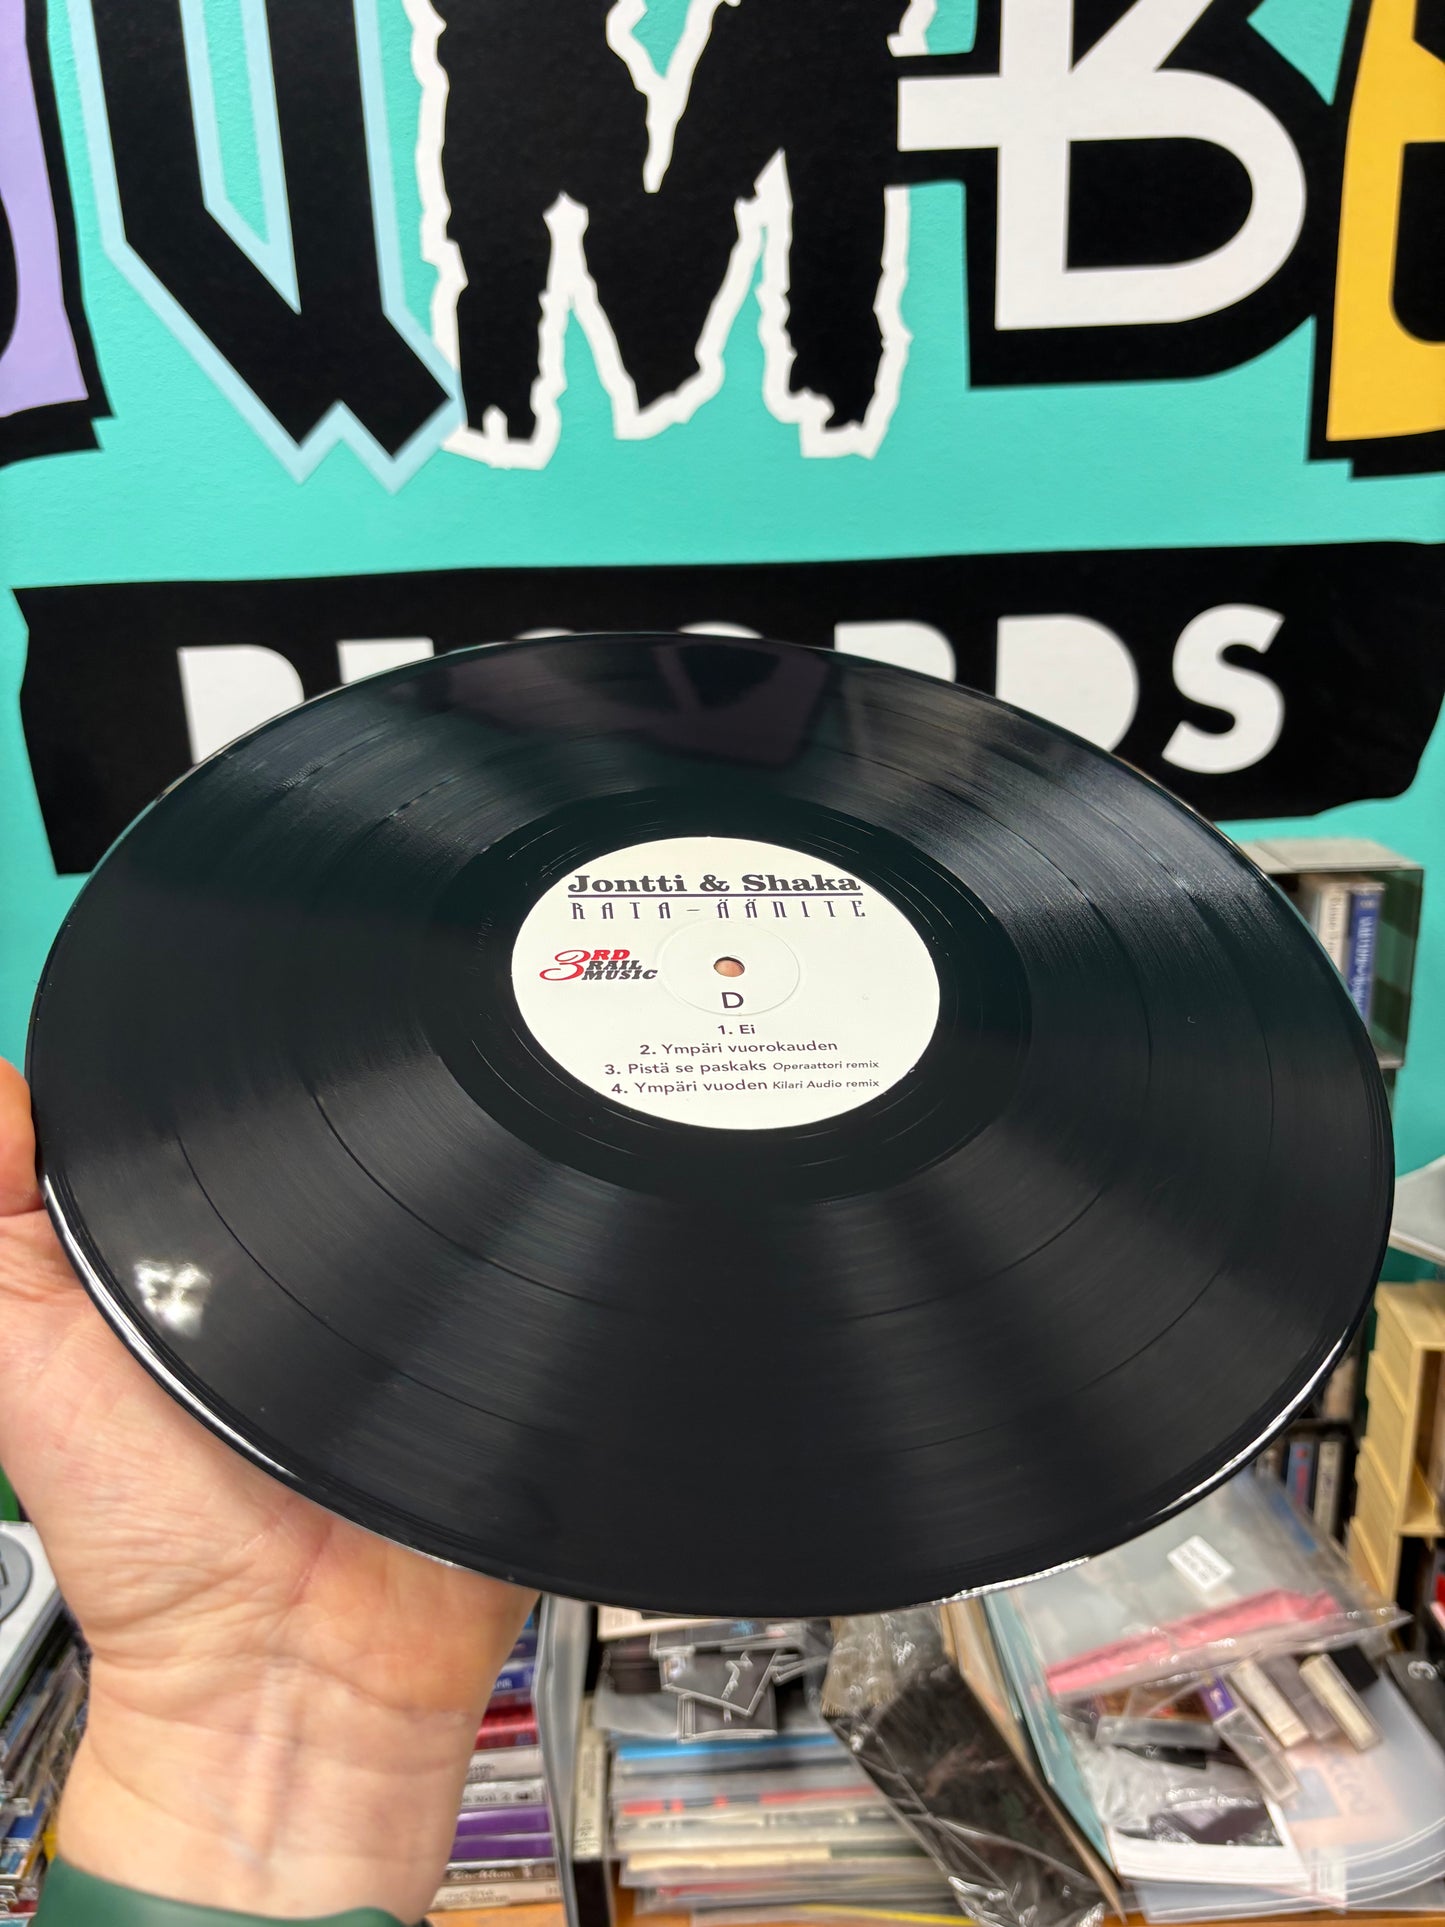 RECORDS
Jontti & Shaka
RATA-ÄÄNITE
3RD
RAIL
MUSIC
D
1. Ei
2. Ympäri vuorokauden
3. Pistä se paskaks Operaattori remix
4. Ympäri vuoden Kilari Audio remix